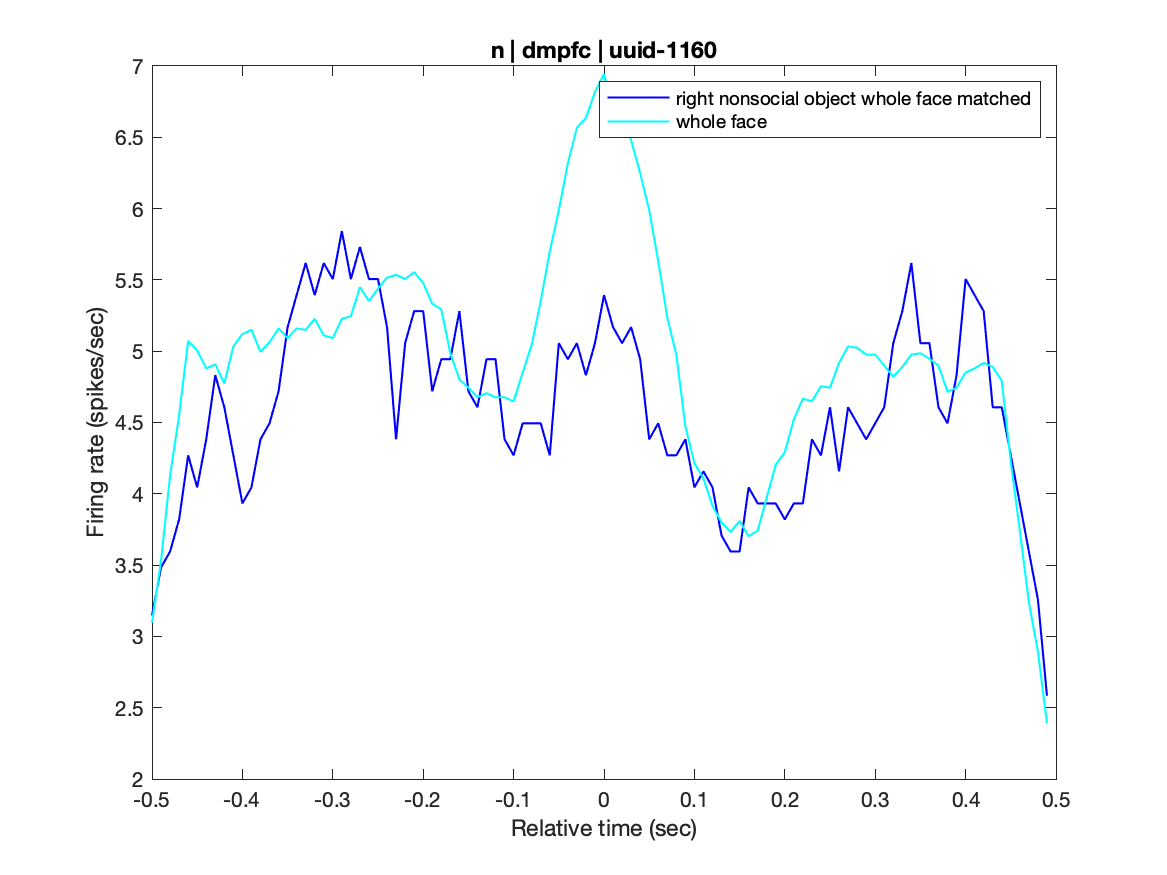 n | dmpfc | uuid-1160
7
6.5
6
5.5
5
4.5
4
3.5
3
2.5
2
Firing rate (spikes/sec)
right nonsocial object whole face matched
whole face
-0.5 -0.4 -0.3 -0.2 -0.1 0 0.1 0.2 0.3 0.4 0.5
Relative time (sec)